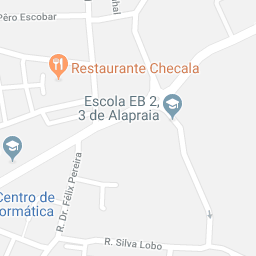 Pêro Escobar
Restaurante Checala
Escola EB 2,
3 de Alapraia
R. Dr. Félix Pereira
Centro de
ormática
R. Silva Lobo